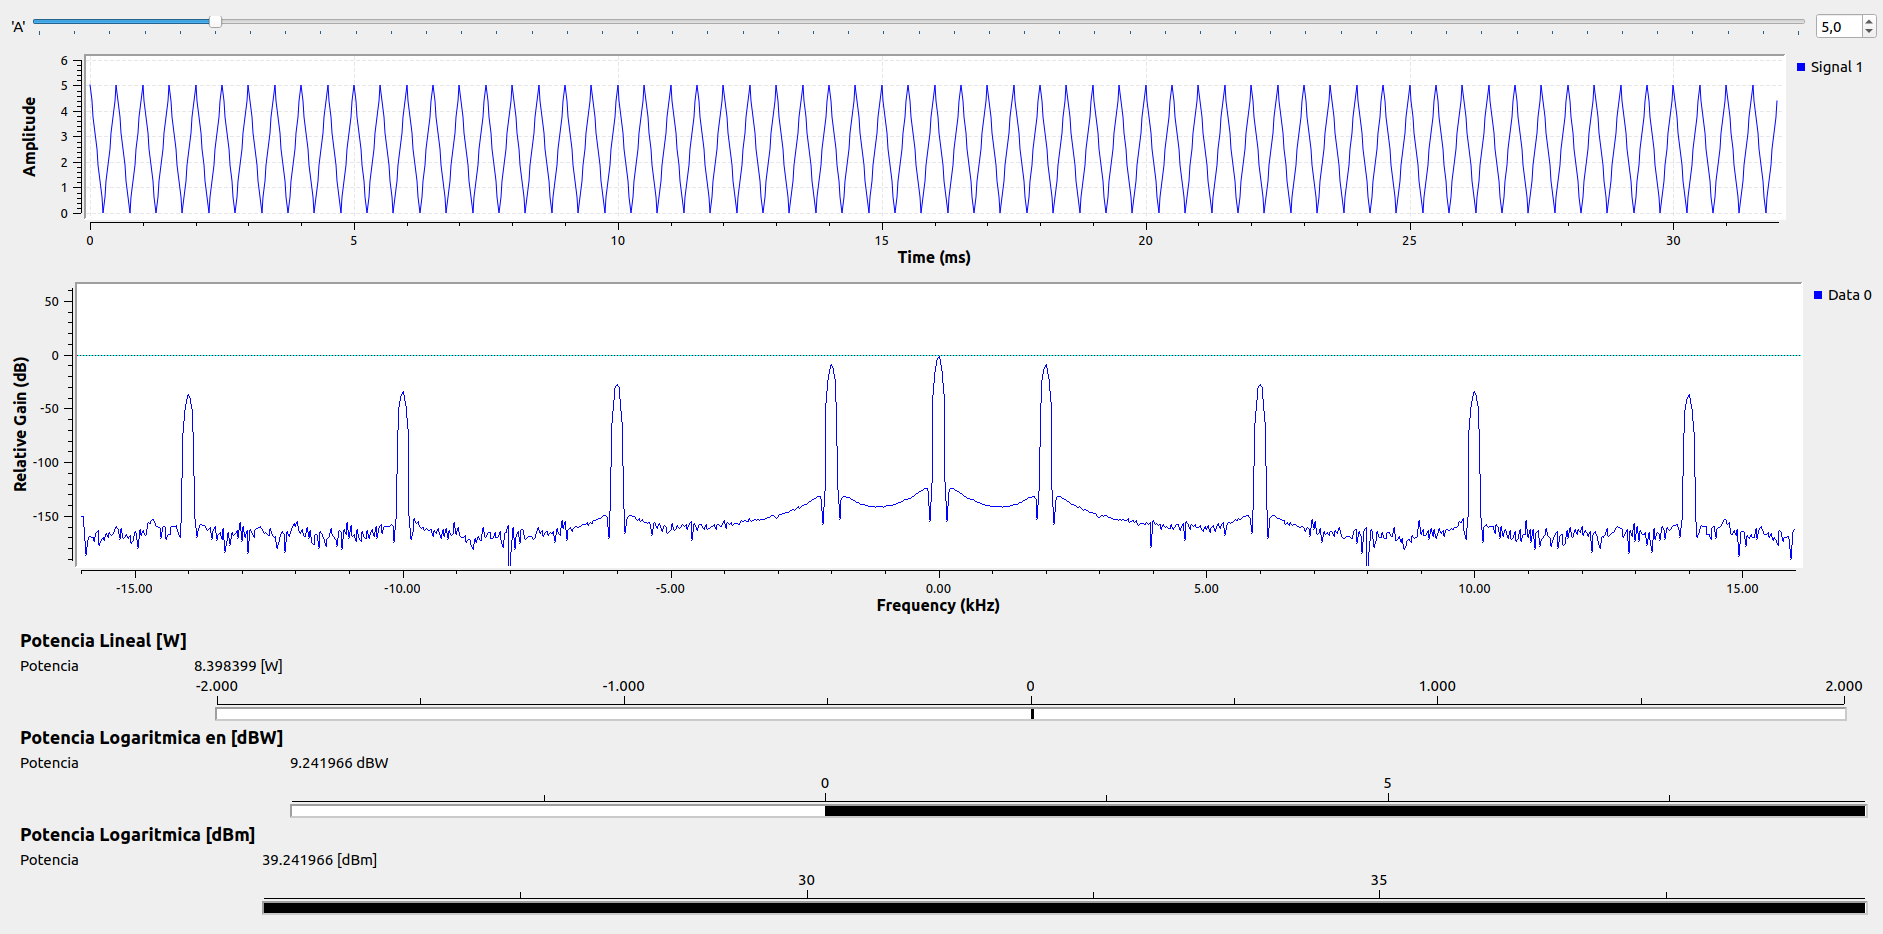 'A' 5,0
Signal 1
Amplitude
6
5
4
3
2
1
0
0 5 10 15 20 25 30
Time (ms)
Data 0
Relative Gain (dB)
50
0
-50
-100
-150
-15.00 -10.00 -5.00 0.00 5.00 10.00 15.00
Frequency (kHz)
Potencia Lineal [W]
Potencia 8.398399 [W]
-2.000 -1.000 0 1.000 2.000
Potencia Logaritmica en [dBW]
Potencia 9.241966 dBW
0 5
Potencia Logaritmica [dBm]
Potencia 39.241966 [dBm]
30 35